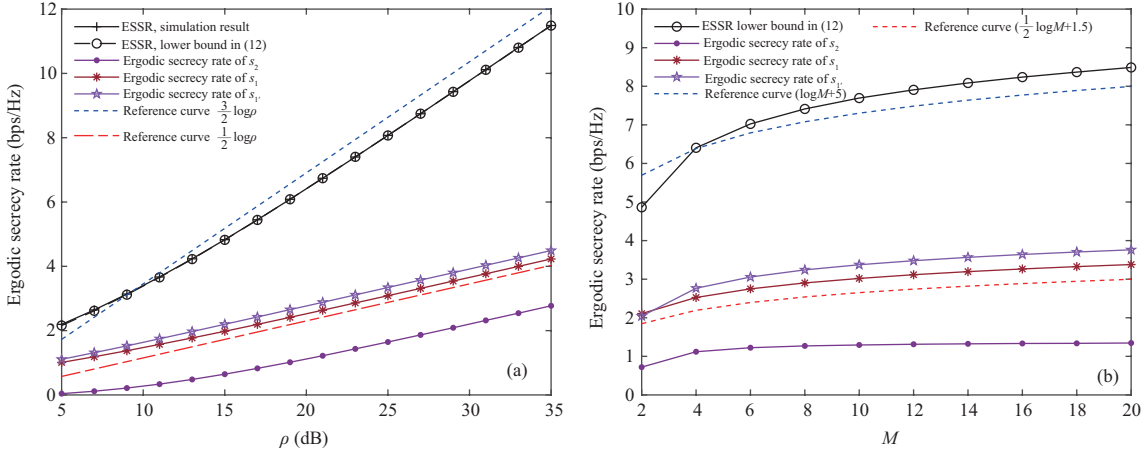 12
10
8
6
4
2
0
Ergodic secrecy rate (bps/Hz)
ESSR, simulation result
ESSR, lower bound in (12)
Ergodic secrecy rate of s2
Ergodic secrecy rate of s1
Ergodic secrecy rate of s1'
Reference curve 3/2 logρ
Reference curve 1/2 logρ
(a)
5 10 15 20 25 30 35
ρ (dB)
10
9
8
7
6
5
4
3
2
1
0
Ergodic secrecy rate (bps/Hz)
ESSR lower bound in (12)
Ergodic secrecy rate of s2
Ergodic secrecy rate of s1
Ergodic secrecy rate of s1'
Reference curve (logM+5)
Reference curve (1/2 logM+1.5)
(b)
2 4 6 8 10 12 14 16 18 20
M